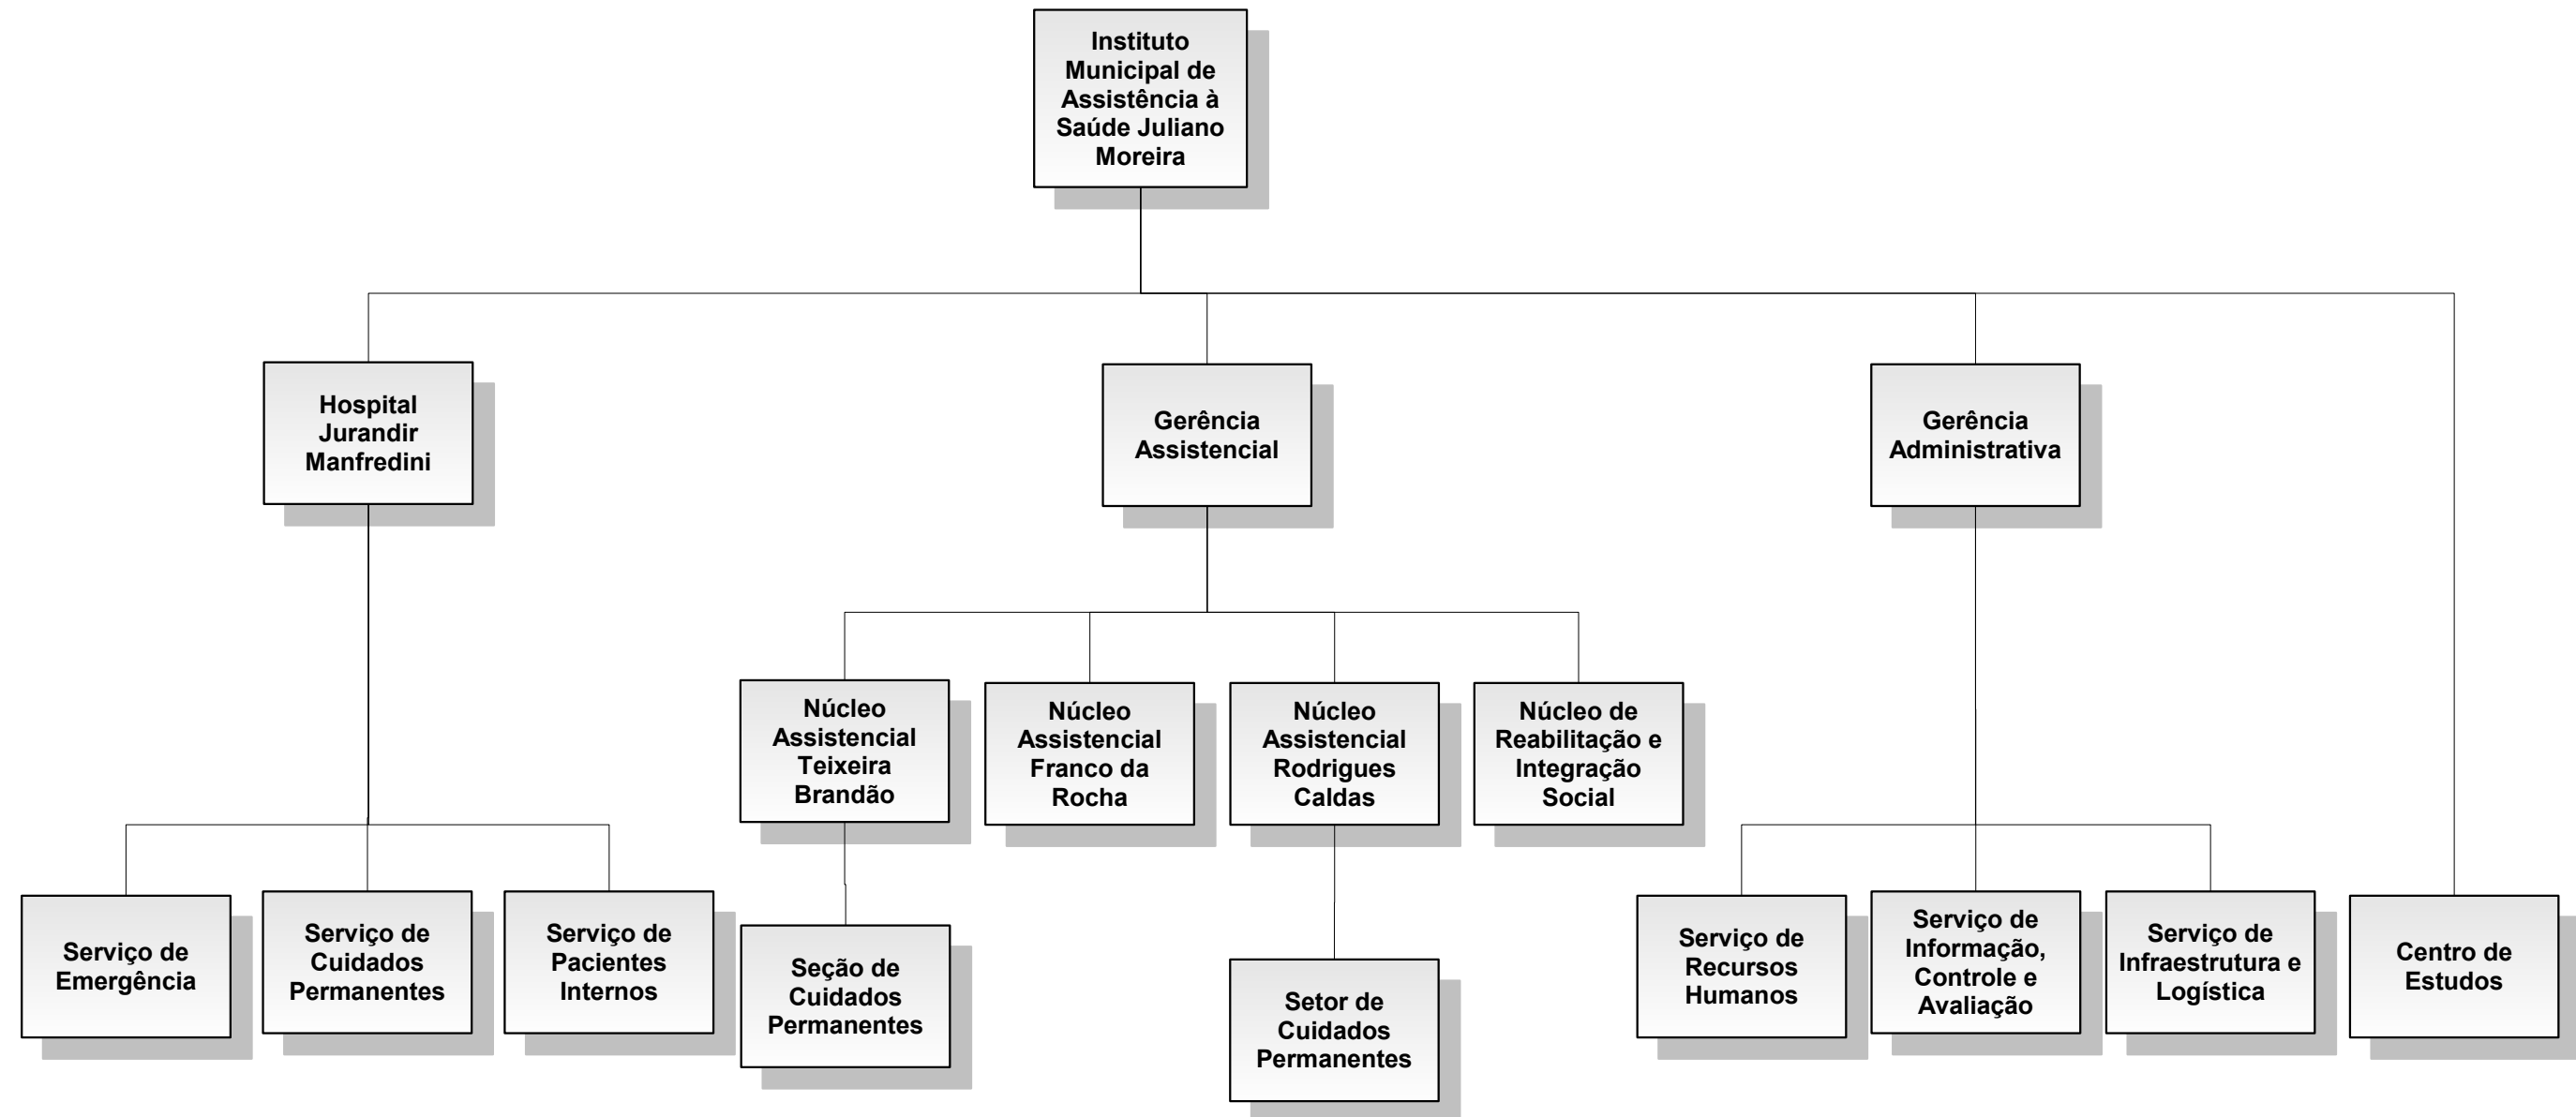 Instituto
Municipal de
Assistência à
Saúde Juliano
Moreira
Hospital
Jurandir
Manfredini
Gerência
Assistencial
Gerência
Administrativa
Núcleo
Assistencial
Teixeira
Brandão
Núcleo
Assistencial
Franco da
Rocha
Núcleo
Assistencial
Rodrigues
Caldas
Núcleo de
Reabilitação e
Integração
Social
Serviço de
Emergência
Serviço de
Cuidados
Permanentes
Serviço de
Pacientes
Internos
Seção de
Cuidados
Permanentes
Setor de
Cuidados
Permanentes
Serviço de
Recursos
Humanos
Serviço de
Informação,
Controle e
Avaliação
Serviço de
Infraestrutura e
Logística
Centro de
Estudos